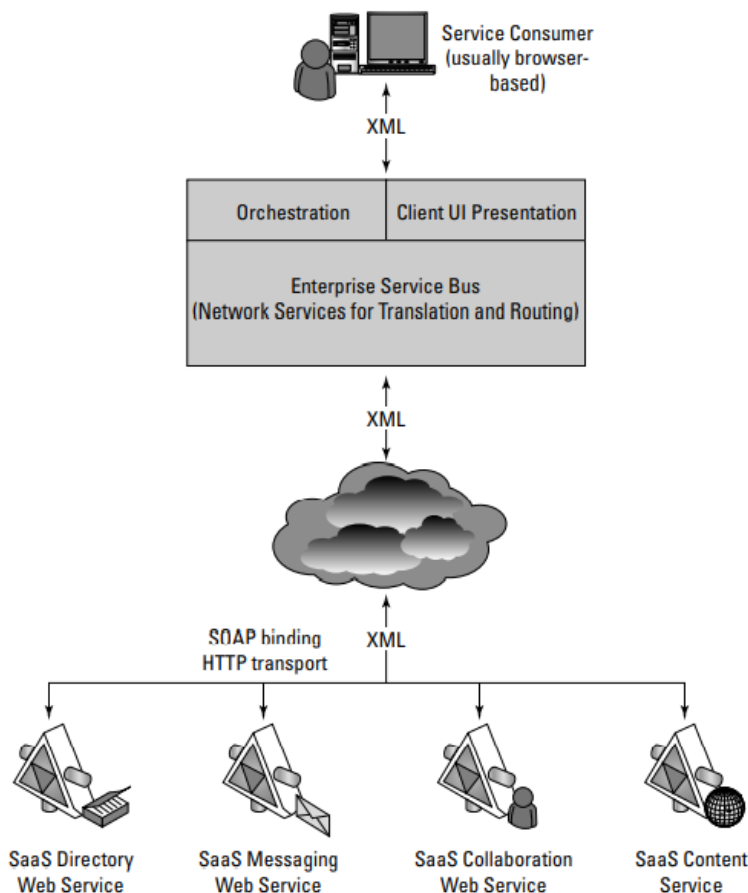 Service Consumer
(usually browser-
based)
XML
Orchestration
Client UI Presentation
Enterprise Service Bus
(Network Services for Translation and Routing)
XML
SOAP binding
HTTP transport
XML
SaaS Directory
Web Service
SaaS Messaging
Web Service
SaaS Collaboration
Web Service
SaaS Content
Service